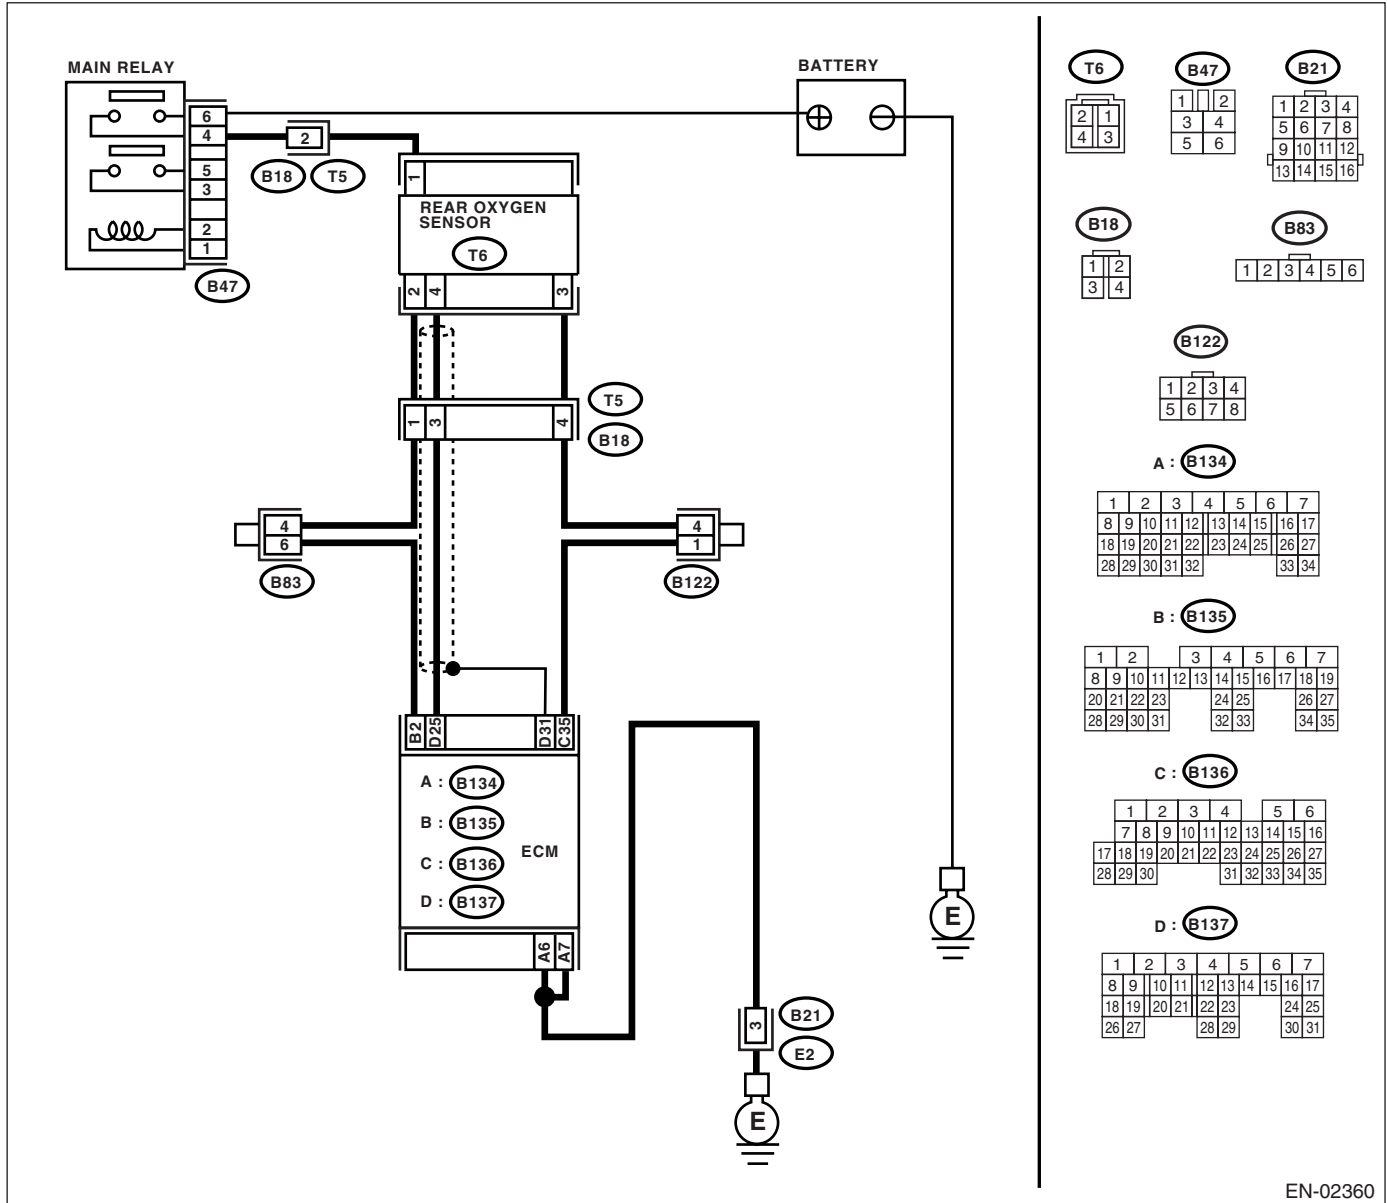 MAIN RELAY
BATTERY
6
4
5
3
2
1
2
B18 T5
B47
1
REAR OXYGEN
SENSOR
T6
2 4 3
T5
1 3 4
B18
4
6
B83
4
1
B122
B2 D25 D31 C35
A : B134
B : B135
C : B136
D : B137
ECM
A6 A7
E
3
B21
E2
E
T6
2 1
4 3
B47
1 2
3 4
5 6
B21
1 2 3 4
5 6 7 8
9 10 11 12
13 14 15 16
B18
1 2
3 4
B83
1 2 3 4 5 6
B122
1 2 3 4
5 6 7 8
A : B134
1 2 3 4 5 6 7
8 9 10 11 12 13 14 15 16 17
18 19 20 21 22 23 24 25 26 27
28 29 30 31 32 33 34
B : B135
1 2 3 4 5 6 7
8 9 10 11 12 13 14 15 16 17 18 19
20 21 22 23 24 25 26 27
28 29 30 31 32 33 34 35
C : B136
1 2 3 4 5 6
7 8 9 10 11 12 13 14 15 16
17 18 19 20 21 22 23 24 25 26 27
28 29 30 31 32 33 34 35
D : B137
1 2 3 4 5 6 7
8 9 10 11 12 13 14 15 16 17
18 19 20 21 22 23 24 25
26 27 28 29 30 31
EN-02360